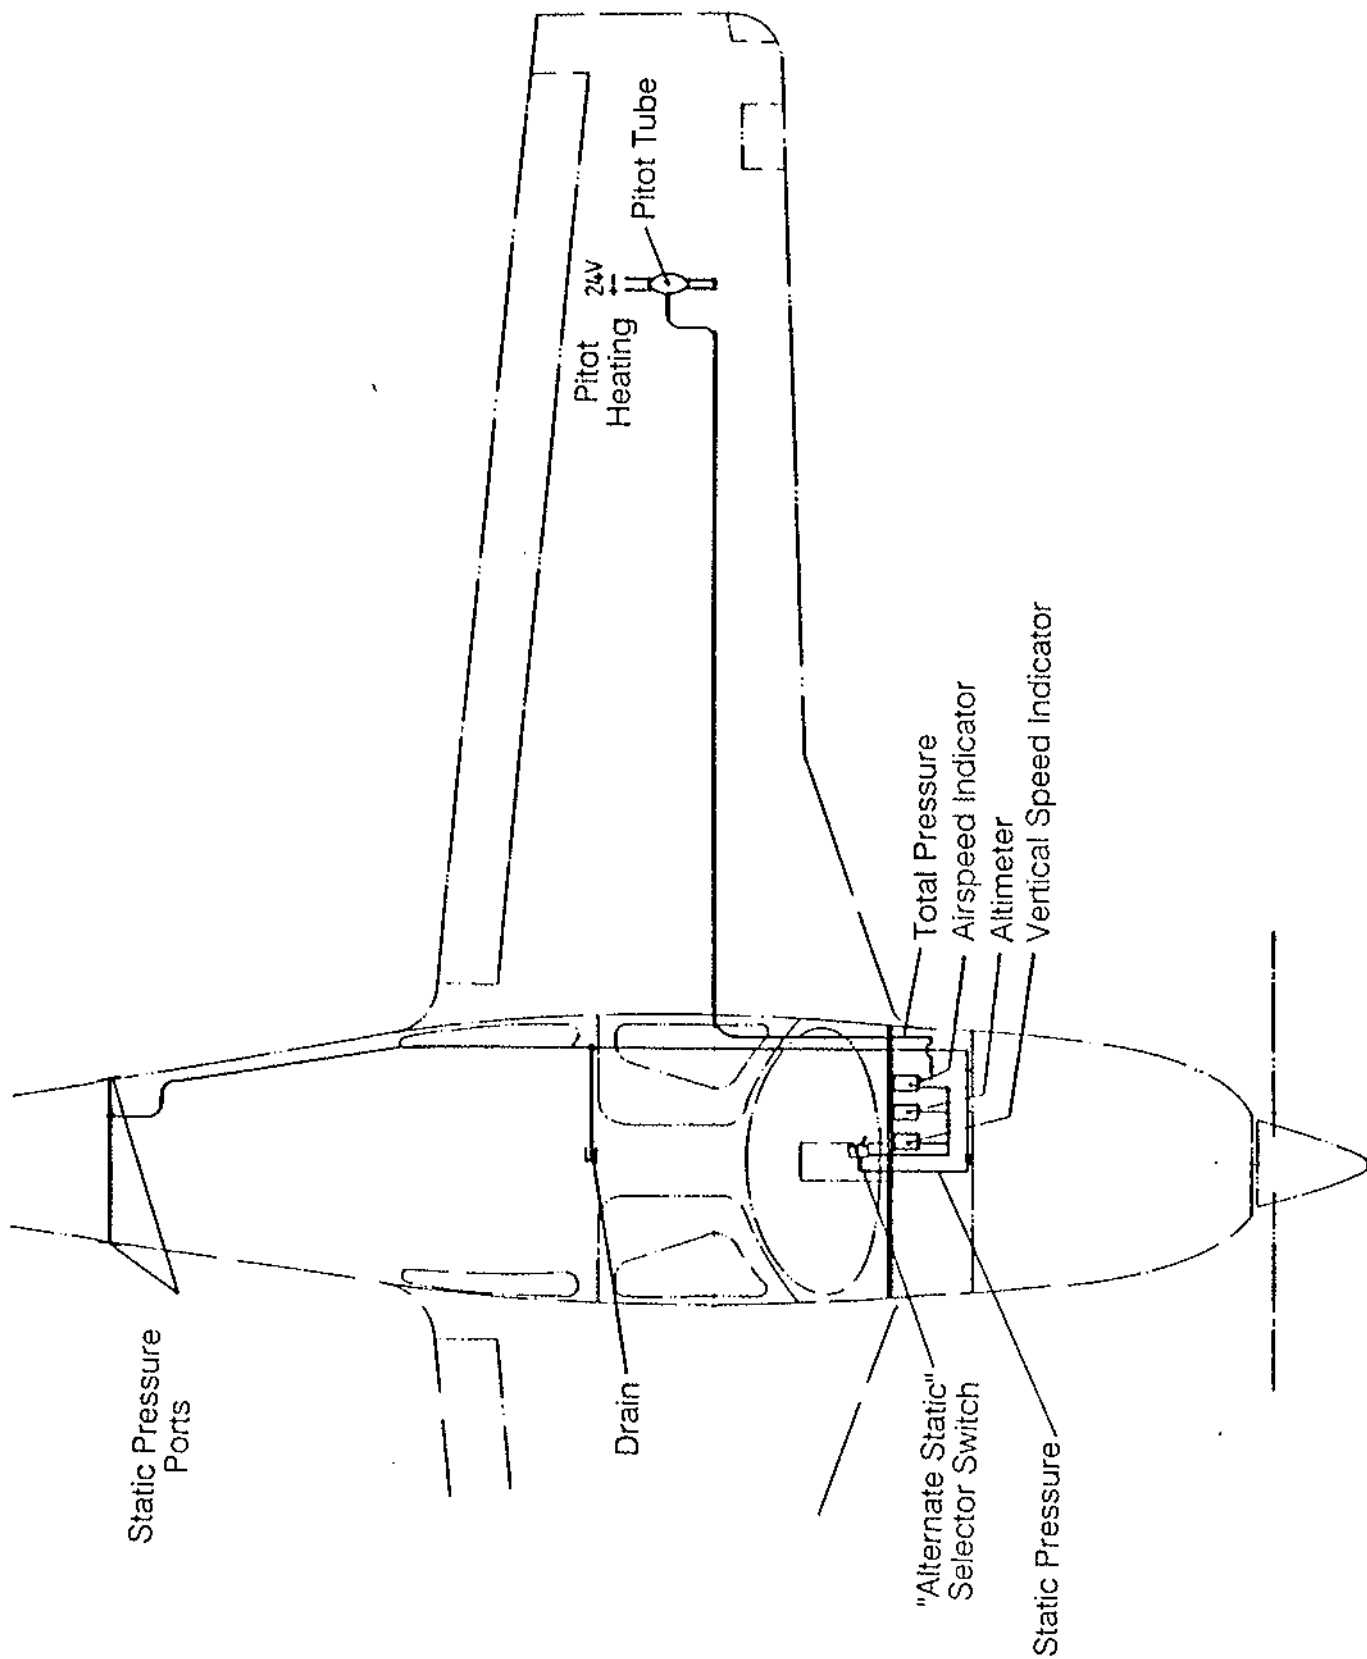 Static Pressure
Ports
Drain
"Alternate Static"
Selector Switch
Static Pressure
Pitot
Heating
24V
Pitot Tube
Total Pressure
Airspeed Indicator
Altimeter
Vertical Speed Indicator